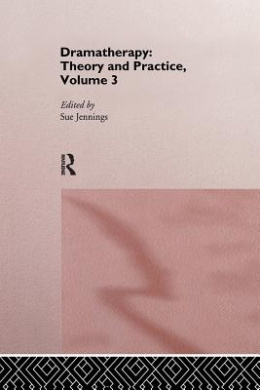 Dramatherapy:
Theory and Practice,
Volume 3
Edited by
Sue Jennings